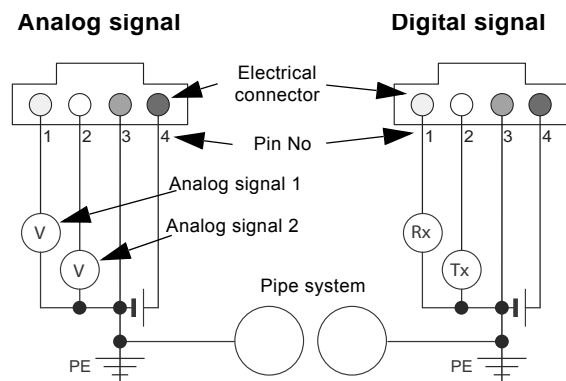 Analog signal
Digital signal
Electrical
connector
1 2 3 4
1 2 3 4
Pin No
Analog signal 1
V
Analog signal 2
V
Rx
Tx
Pipe system
PE
PE